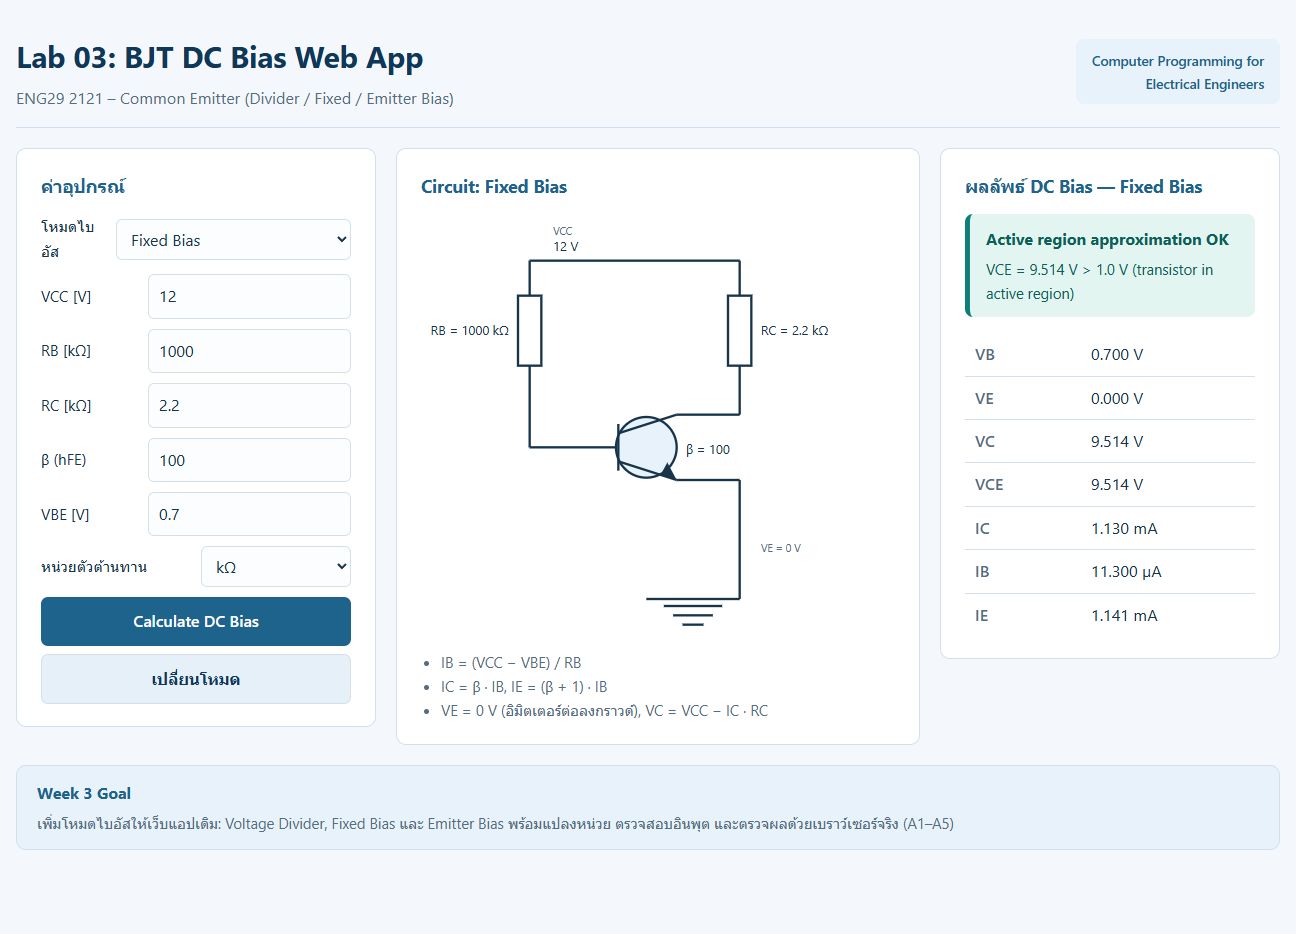 Lab 03: BJT DC Bias Web App
ENG29 2121 – Common Emitter (Divider / Fixed / Emitter Bias)
Computer Programming for
Electrical Engineers
ค่าอุปกรณ์
โหมดไบ
อัส
Fixed Bias
VCC [V]
12
RB [kΩ]
1000
RC [kΩ]
2.2
β (hFE)
100
VBE [V]
0.7
หน่วยตัวต้านทาน
kΩ
Calculate DC Bias
เปลี่ยนโหมด
Circuit: Fixed Bias
VCC
12 V
RB = 1000 kΩ
RC = 2.2 kΩ
β = 100
VE = 0 V
• IB = (VCC − VBE) / RB
• IC = β · IB, IE = (β + 1) · IB
• VE = 0 V (อิมิตเตอร์ต่อลงกราวด์), VC = VCC − IC · RC
ผลลัพธ์ DC Bias — Fixed Bias
Active region approximation OK
VCE = 9.514 V > 1.0 V (transistor in
active region)
VB 0.700 V
VE 0.000 V
VC 9.514 V
VCE 9.514 V
IC 1.130 mA
IB 11.300 µA
IE 1.141 mA
Week 3 Goal
เพิ่มโหมดไบอัสให้เว็บแอปเดิม: Voltage Divider, Fixed Bias และ Emitter Bias พร้อมแปลงหน่วย ตรวจสอบอินพุต และตรวจผลด้วยเบราว์เซอร์จริง (A1–A5)